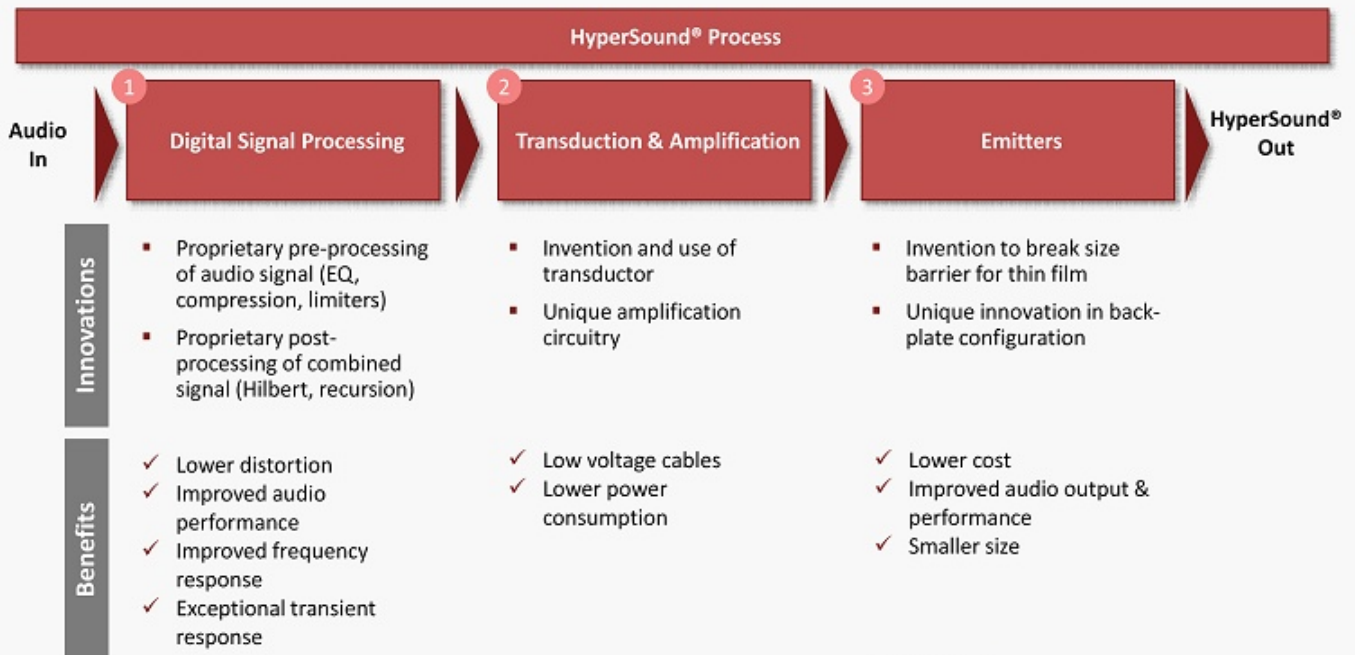 HyperSound® Process
Audio
In
1
Digital Signal Processing
2
Transduction & Amplification
3
Emitters
HyperSound®
Out
Innovations
▪ Proprietary pre-processing
of audio signal (EQ,
compression, limiters)
▪ Proprietary post-
processing of combined
signal (Hilbert, recursion)
▪ Invention and use of
transductor
▪ Unique amplification
circuitry
▪ Invention to break size
barrier for thin film
▪ Unique innovation in back-
plate configuration
Benefits
✓ Lower distortion
✓ Improved audio
performance
✓ Improved frequency
response
✓ Exceptional transient
response
✓ Low voltage cables
✓ Lower power
consumption
✓ Lower cost
✓ Improved audio output &
performance
✓ Smaller size